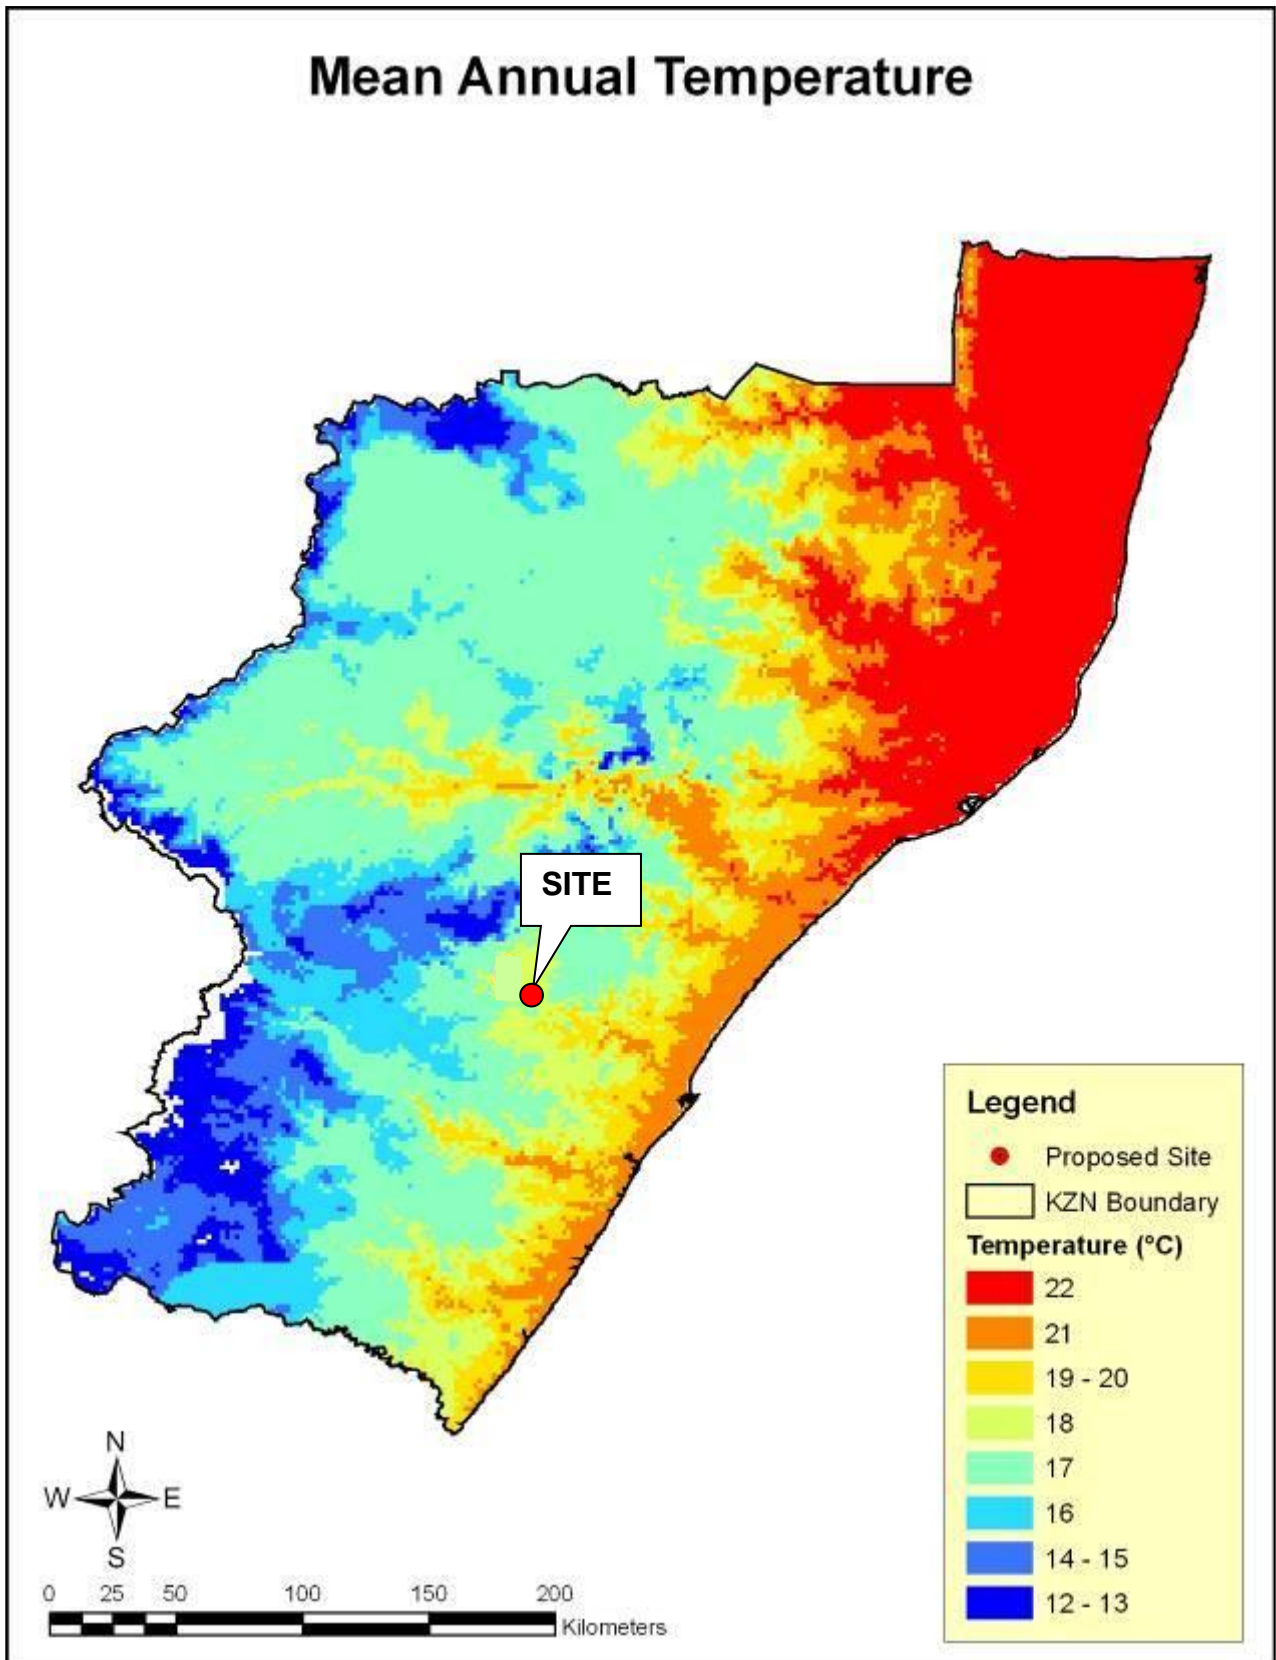 Mean Annual Temperature
SITE
Legend
Proposed Site
KZN Boundary
Temperature (°C)
22
21
19 - 20
18
17
16
14 - 15
12 - 13
N
W E
S
0 25 50 100 150 200
Kilometers